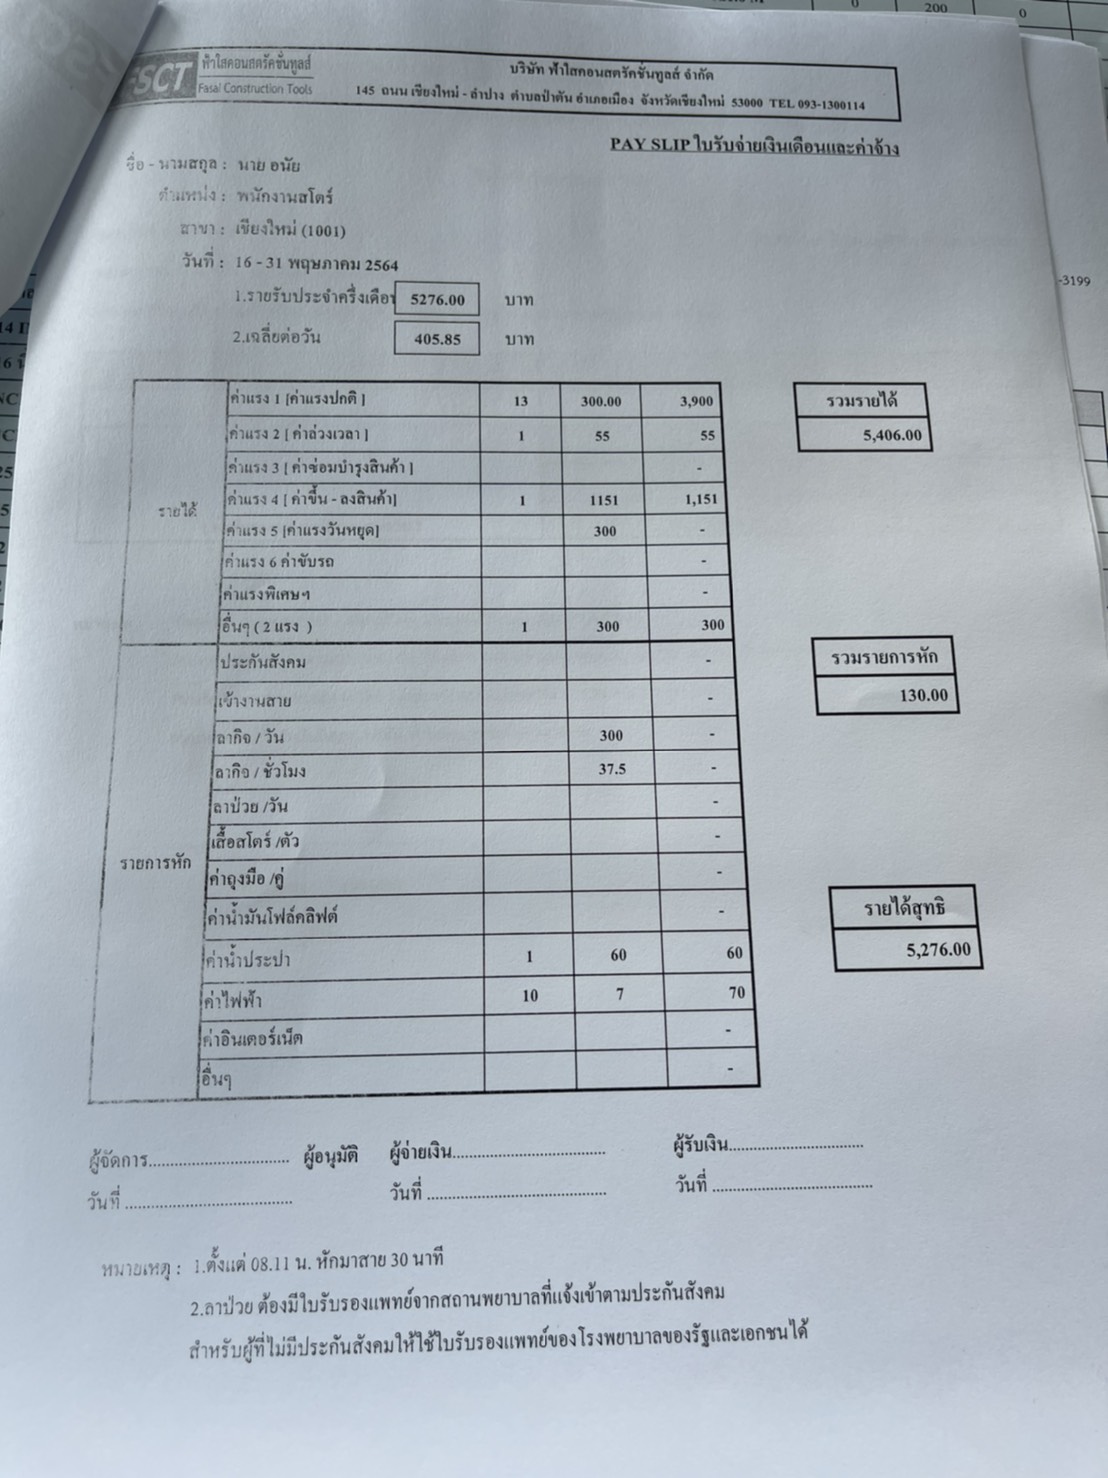 0 200 0
SCT ฟ้าใสคอนสตรัคชั่นทูลส์
Fasai Construction Tools
บริษัท ฟ้าใสคอนสตรัคชั่นทูลส์ จำกัด
145 ถนน เชียงใหม่ - ลำปาง ตำบลป่าตัน อำเภอเมือง จังหวัดเชียงใหม่ 53000 TEL 093-1300114
PAY SLIP ใบรับจ่ายเงินเดือนและค่าจ้าง
ชื่อ - นามสกุล : นาย อนัย
ตำแหน่ง : พนักงานสโตร์
สาขา : เชียงใหม่ (1001)
วันที่ : 16 - 31 พฤษภาคม 2564
-3199
1.รายรับประจำครึ่งเดือน 5276.00 บาท
2.เฉลี่ยต่อวัน 405.85 บาท
รายได้
ค่าแรง 1 [ค่าแรงปกติ ] 13 300.00 3,900
ค่าแรง 2 [ ค่าล่วงเวลา ] 1 55 55
ค่าแรง 3 [ ค่าซ่อมบำรุงสินค้า ] -
ค่าแรง 4 [ ค่าขึ้น - ลงสินค้า] 1 1151 1,151
ค่าแรง 5 [ค่าแรงวันหยุด] 300 -
ค่าแรง 6 ค่าขับรถ -
ค่าแรงพิเศษฯ -
อื่นๆ ( 2 แรง ) 1 300 300
รวมรายได้
5,406.00
รายการหัก
ประกันสังคม -
เข้างานสาย -
ลากิจ / วัน 300 -
ลากิจ / ชั่วโมง 37.5 -
ลาป่วย /วัน -
เสื้อสโตร์ /ตัว -
ค่าถุงมือ /คู่ -
ค่าน้ำมันโฟล์คลิฟต์ -
ค่าน้ำประปา 1 60 60
ค่าไฟฟ้า 10 7 70
ค่าอินเตอร์เน็ต -
อื่นๆ -
รวมรายการหัก
130.00
รายได้สุทธิ
5,276.00
ผู้จัดการ................................ ผู้อนุมัติ ผู้จ่ายเงิน................................... ผู้รับเงิน..............................
วันที่ ...................................... วันที่ ......................................... วันที่ ....................................
หมายเหตุ : 1.ตั้งแต่ 08.11 น. หักมาสาย 30 นาที
2.ลาป่วย ต้องมีใบรับรองแพทย์จากสถานพยาบาลที่แจ้งเข้าตามประกันสังคม
สำหรับผู้ที่ไม่มีประกันสังคมให้ใช้ใบรับรองแพทย์ของโรงพยาบาลของรัฐและเอกชนได้